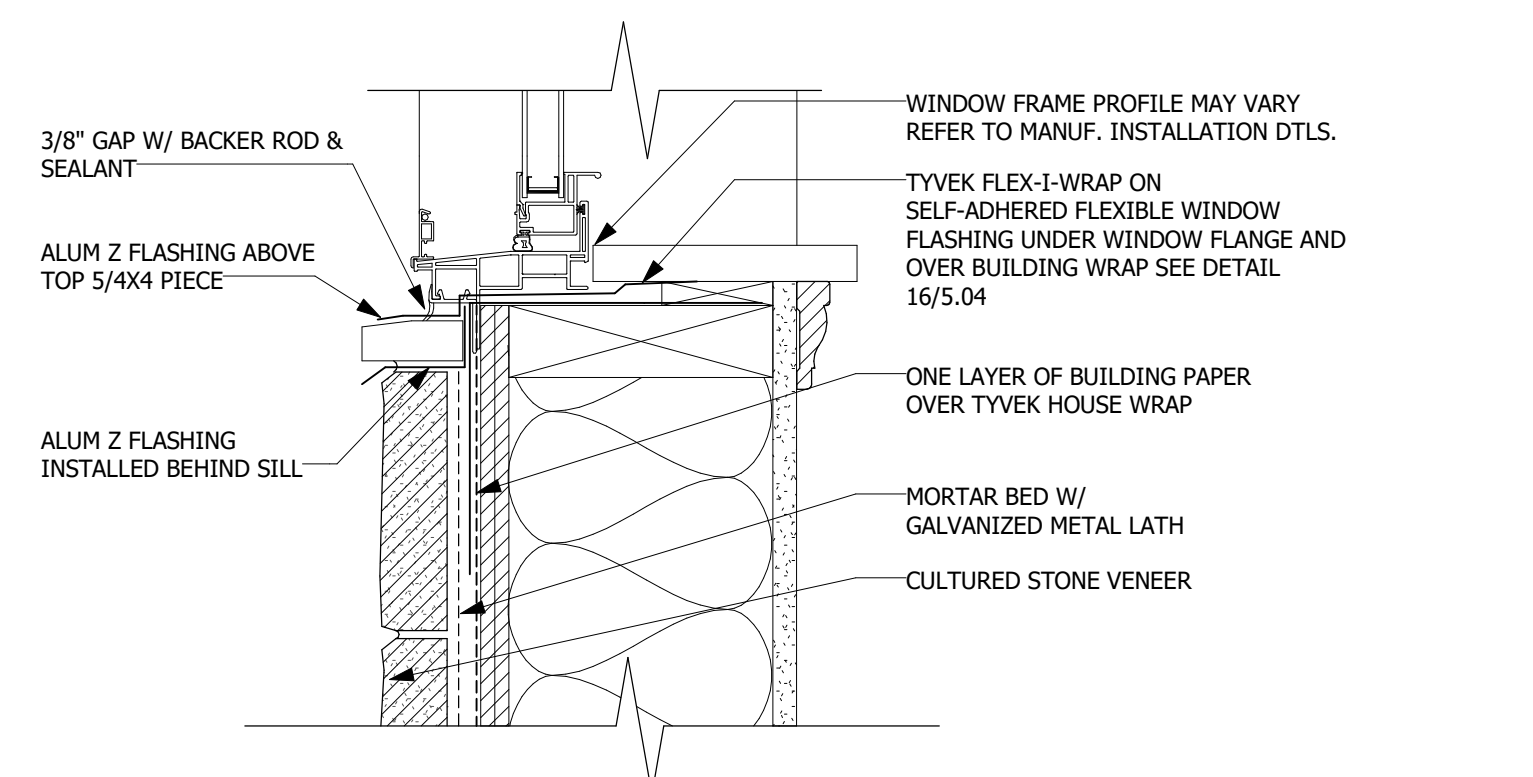 3/8" GAP W/ BACKER ROD &
SEALANT
ALUM Z FLASHING ABOVE
TOP 5/4X4 PIECE
ALUM Z FLASHING
INSTALLED BEHIND SILL
WINDOW FRAME PROFILE MAY VARY
REFER TO MANUF. INSTALLATION DTLS.
TYVEK FLEX-I-WRAP ON
SELF-ADHERED FLEXIBLE WINDOW
FLASHING UNDER WINDOW FLANGE AND
OVER BUILDING WRAP SEE DETAIL
16/5.04
ONE LAYER OF BUILDING PAPER
OVER TYVEK HOUSE WRAP
MORTAR BED W/
GALVANIZED METAL LATH
CULTURED STONE VENEER